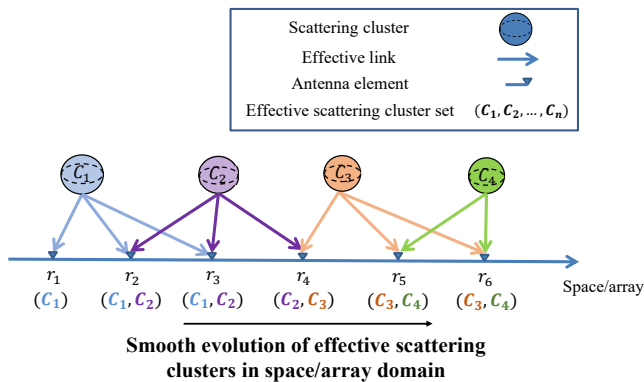 Scattering cluster
Effective link
Antenna element
Effective scattering cluster set (C₁, C₂, ..., Cₙ)
C₁ C₂ C₃ C₄
r₁ r₂ r₃ r₄ r₅ r₆ Space/array
(C₁) (C₁, C₂) (C₁, C₂) (C₂, C₃) (C₃, C₄) (C₃, C₄)
Smooth evolution of effective scattering
clusters in space/array domain